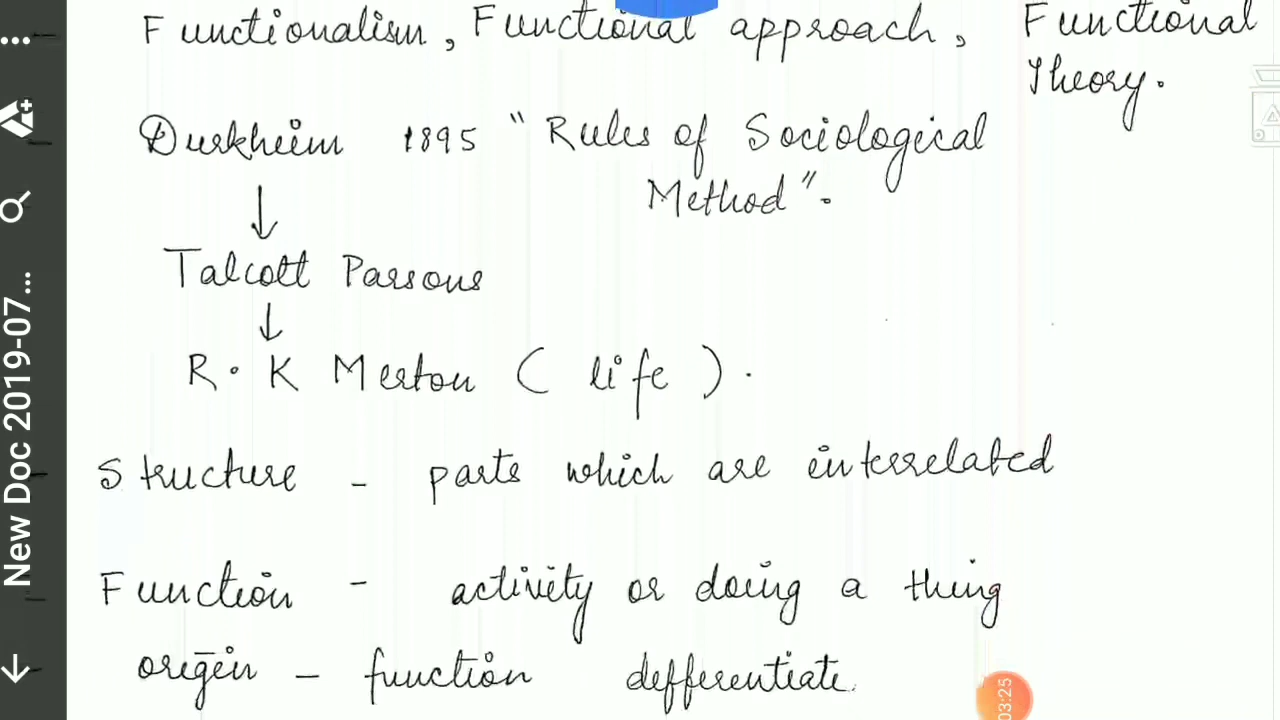 Functionalism, Functional approach, Functional
Theory.
Durkheim 1895 "Rules of Sociological
Method".
↓
Talcott Parsons
↓
R. K Merton ( life ).
Structure - parts which are interrelated
Function - activity or doing a thing
origin - function defferentiate.
New Doc 2019-07...
03:25